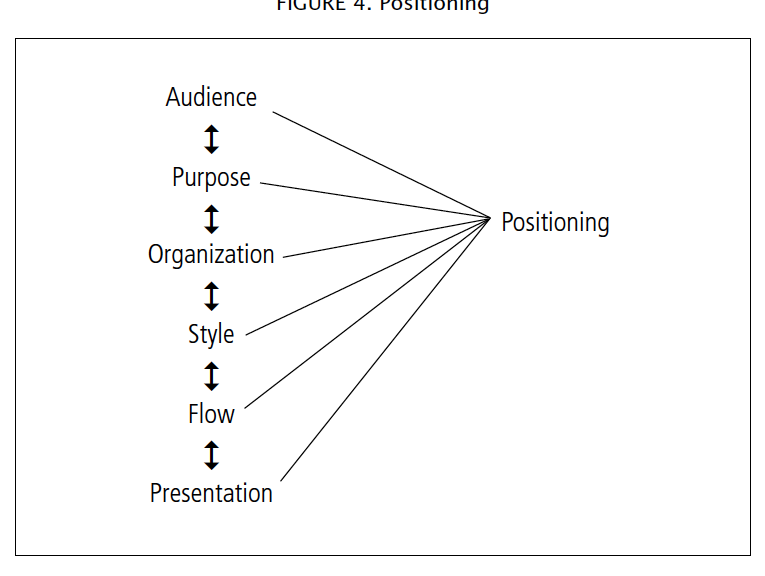 FIGURE 4. Positioning
Audience
Purpose
Positioning
Organization
Style
Flow
Presentation